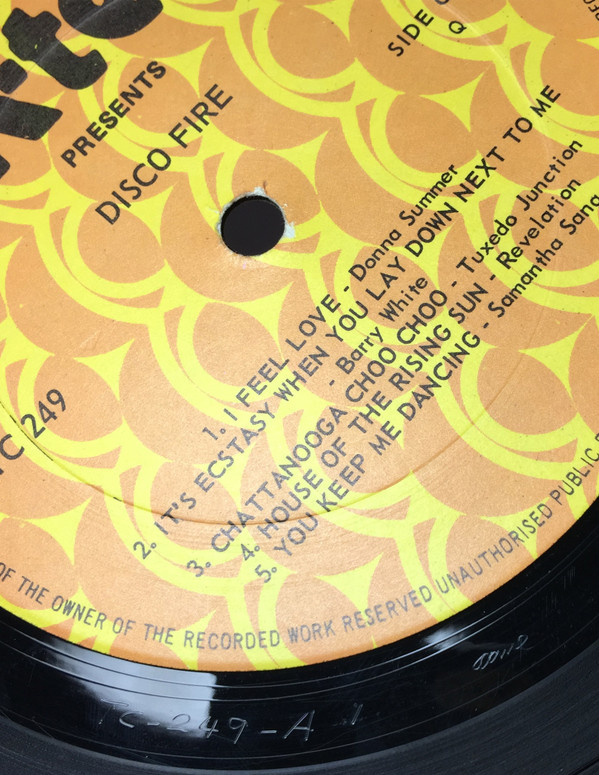 PRESENTS
DISCO FIRE
SIDE
TC 249
1. I FEEL LOVE - Donna Summer
2. IT'S ECSTASY WHEN YOU LAY DOWN NEXT TO ME
- Barry White
3. CHATTANOOGA CHOO CHOO - Tuxedo Junction
4. HOUSE OF THE RISING SUN - Revelation
5. YOU KEEP ME DANCING - Samantha Sang
OF THE OWNER OF THE RECORDED WORK RESERVED UNAUTHORISED PUBLIC
TC-249-A 1